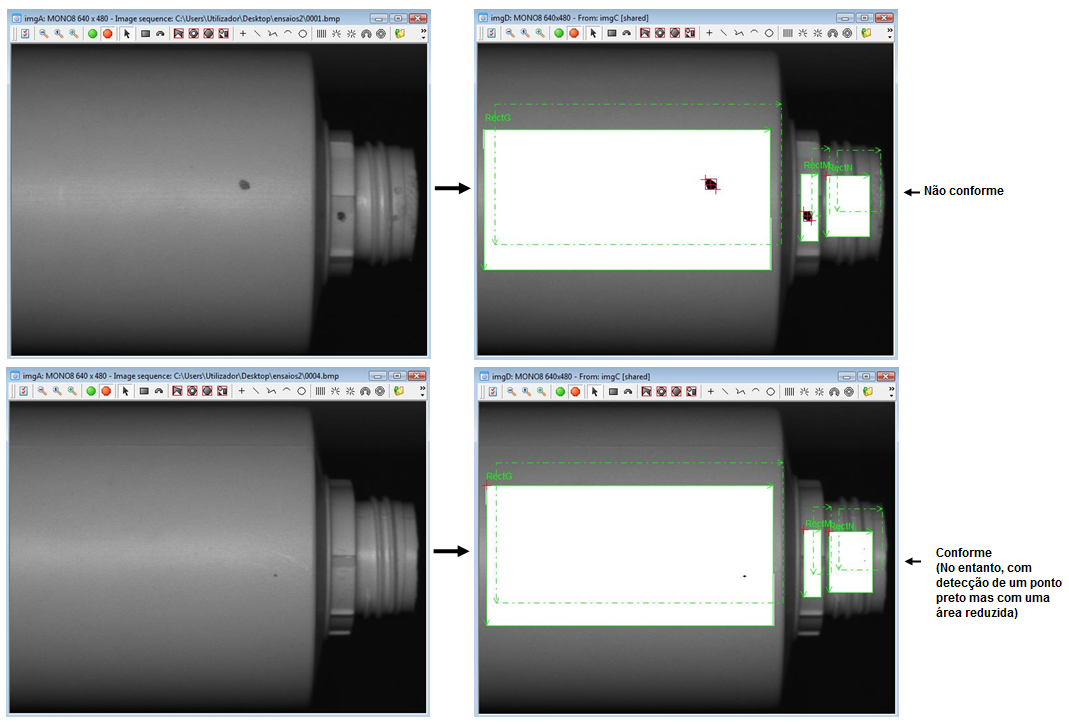 imgA: MONO8 640 x 480 - Image sequence: C:\Users\Utilizador\Desktop\ensaios2\0001.bmp
imgD: MONO8 640x480 - From: imgC [shared]
RectG
RectM
RectN
Não conforme
imgA: MONO8 640 x 480 - Image sequence: C:\Users\Utilizador\Desktop\ensaios2\0004.bmp
imgD: MONO8 640x480 - From: imgC [shared]
RectG
RectM
RectN
Conforme
(No entanto, com
detecção de um ponto
preto mas com uma
área reduzida)